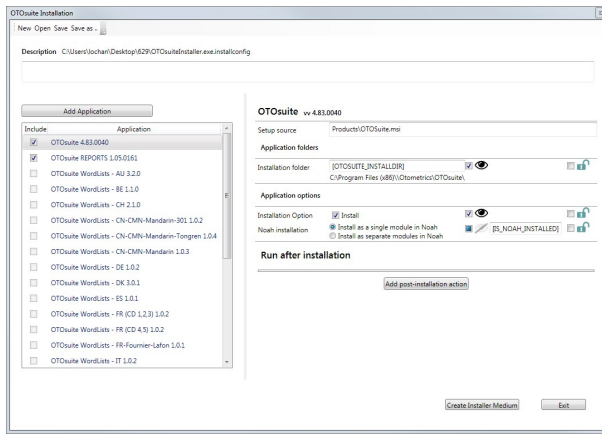 OTOsuite Installation
New Open Save Save as
Description C:\Users\lochan\Desktop\629\OTOsuiteInstaller.exe.installconfig
Add Application
Include Application
OTOsuite 4.83.0040
OTOsuite REPORTS 1.05.0161
OTOsuite WordLists - AU 3.2.0
OTOsuite WordLists - BE 1.1.0
OTOsuite WordLists - CH 2.1.0
OTOsuite WordLists - CN-CMN-Mandarin-301 1.0.2
OTOsuite WordLists - CN-CMN-Mandarin-Tongren 1.0.4
OTOsuite WordLists - CN-CMN-Mandarin 1.0.3
OTOsuite WordLists - DE 1.0.2
OTOsuite WordLists - DK 3.0.1
OTOsuite WordLists - ES 1.0.1
OTOsuite WordLists - FR (CD 1,2,3) 1.0.2
OTOsuite WordLists - FR (CD 4,5) 1.0.2
OTOsuite WordLists - FR-Fournier-Lafon 1.0.1
OTOsuite WordLists - IT 1.0.2
OTOsuite vv 4.83.0040
Setup source Products\OTOSuite.msi
Application folders
Installation folder [OTOSUITE_INSTALLDIR]
C:\Program Files (x86)\\Otometrics\OTOsuite\
Application options
Installation Option Install
Noah installation Install as a single module in Noah [IS_NOAH_INSTALLED]
Install as separate modules in Noah
Run after installation
Add post-installation action
Create Installer Medium Exit